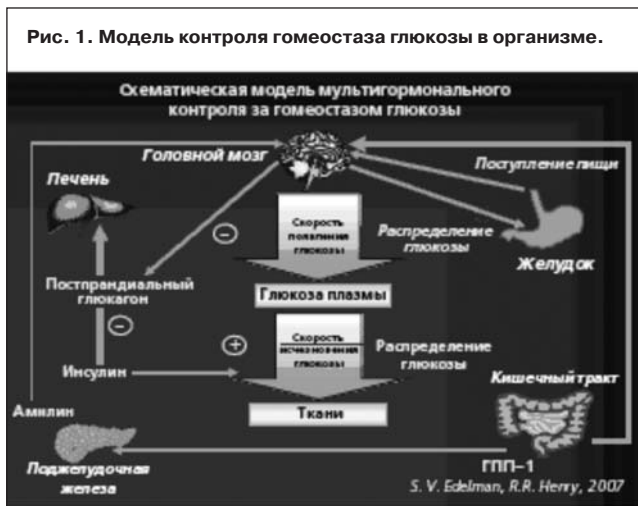 Рис. 1. Модель контроля гомеостаза глюкозы в организме.
Схематическая модель мультигормонального
контроля за гомеостазом глюкозы
Головной мозг
Поступление пищи
Печень
Скорость
появления
глюкозы
Распределение
глюкозы
Желудок
Постпрандиальный
глюкагон
Глюкоза плазмы
Скорость
исчезновения
глюкозы
Распределение
глюкозы
Инсулин
Кишечный тракт
Амилин
Ткани
Поджелудочная
железа
ГПП–1
S. V. Edelman, R.R. Henry, 2007